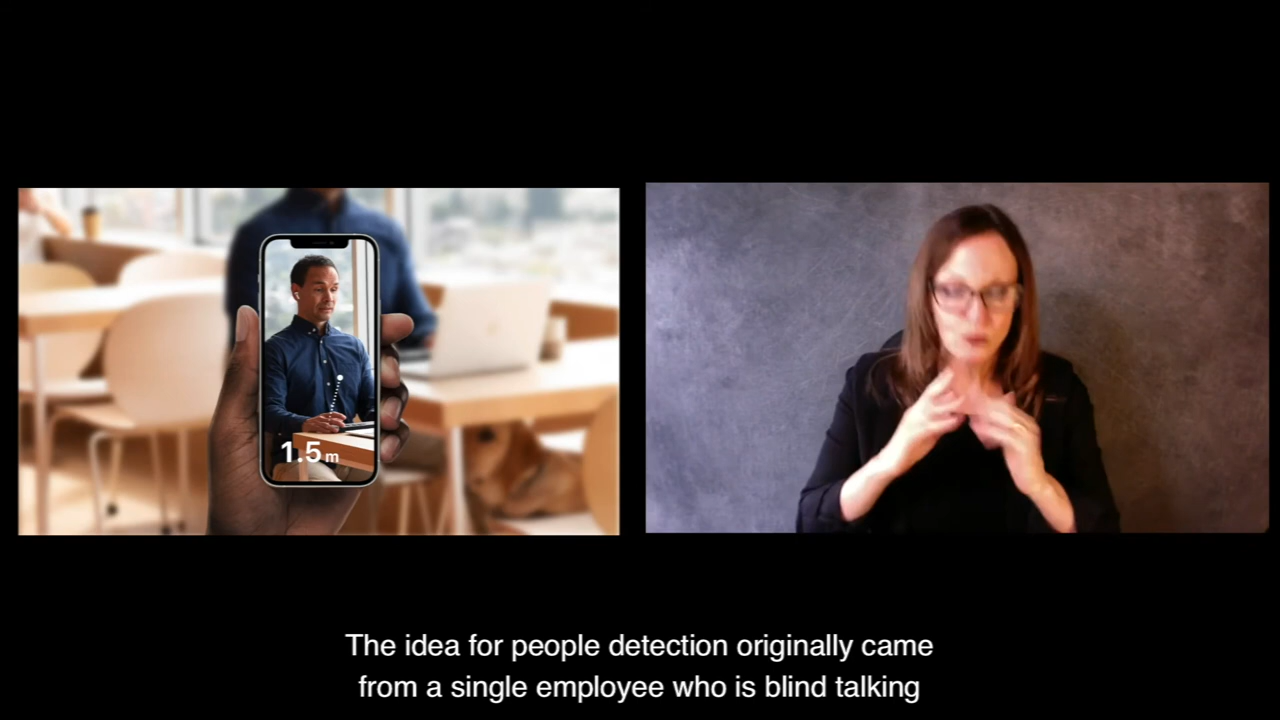 1.5 m
The idea for people detection originally came
from a single employee who is blind talking